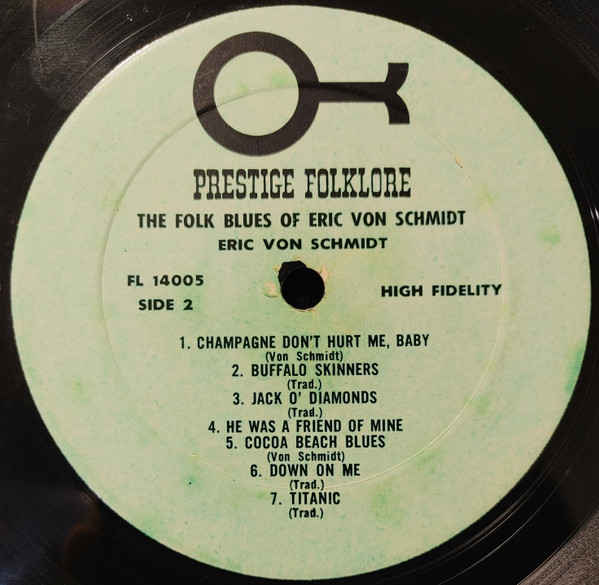 PRESTIGE FOLKLORE
THE FOLK BLUES OF ERIC VON SCHMIDT
ERIC VON SCHMIDT
FL 14005
SIDE 2
HIGH FIDELITY
1. CHAMPAGNE DON'T HURT ME, BABY
(Von Schmidt)
2. BUFFALO SKINNERS
(Trad.)
3. JACK O' DIAMONDS
(Trad.)
4. HE WAS A FRIEND OF MINE
5. COCOA BEACH BLUES
(Von Schmidt)
6. DOWN ON ME
(Trad.)
7. TITANIC
(Trad.)